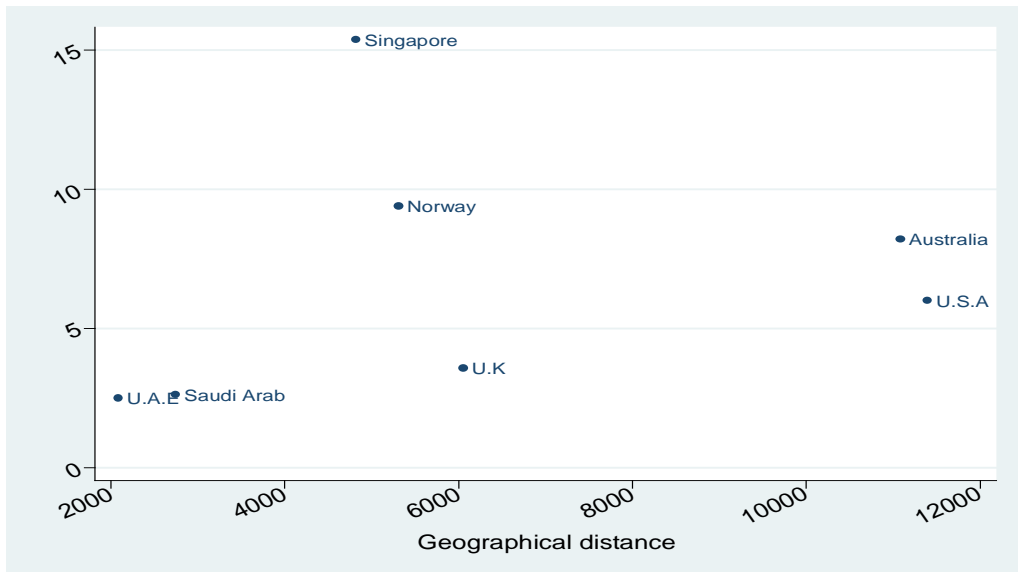 15
Singapore
10
Norway
Australia
U.S.A
5
U.K
U.A.E
Saudi Arab
0
2000 4000 6000 8000 10000 12000
Geographical distance